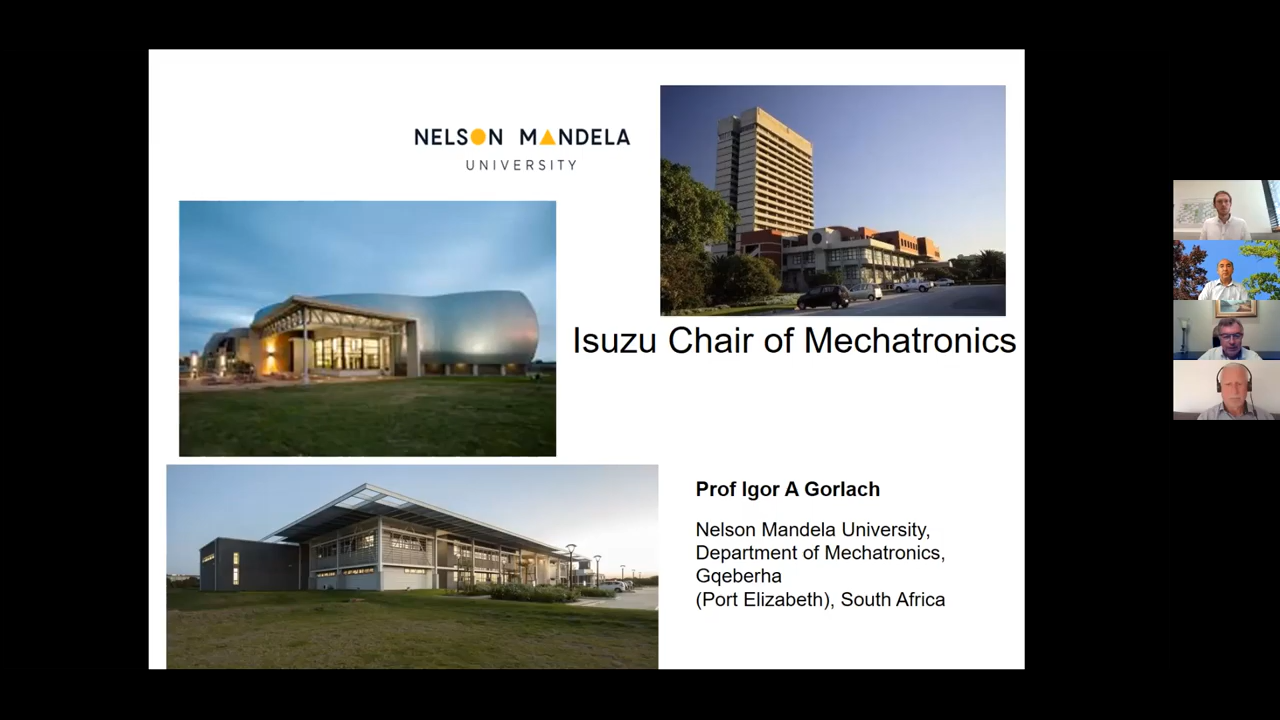 NELSON MANDELA
UNIVERSITY
Isuzu Chair of Mechatronics
Prof Igor A Gorlach
Nelson Mandela University,
Department of Mechatronics,
Gqeberha
(Port Elizabeth), South Africa